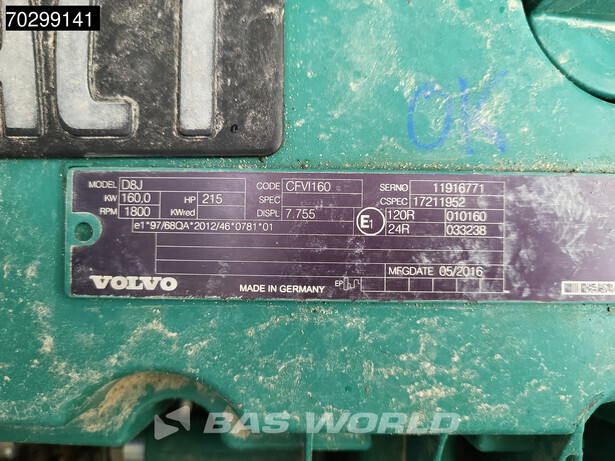 70299141
ACT
OK
MODEL D8J CODE CFVI160 SERNO 11916771
KW 160,0 HP 215 SPEC CSPEC 17211952
RPM 1800 KWred DISPL 7.755 E1 120R 010160
e1*97/68QA*2012/46*0781*01 24R 033238
MFGDATE 05/2016
VOLVO MADE IN GERMANY EP
BAS WORLD